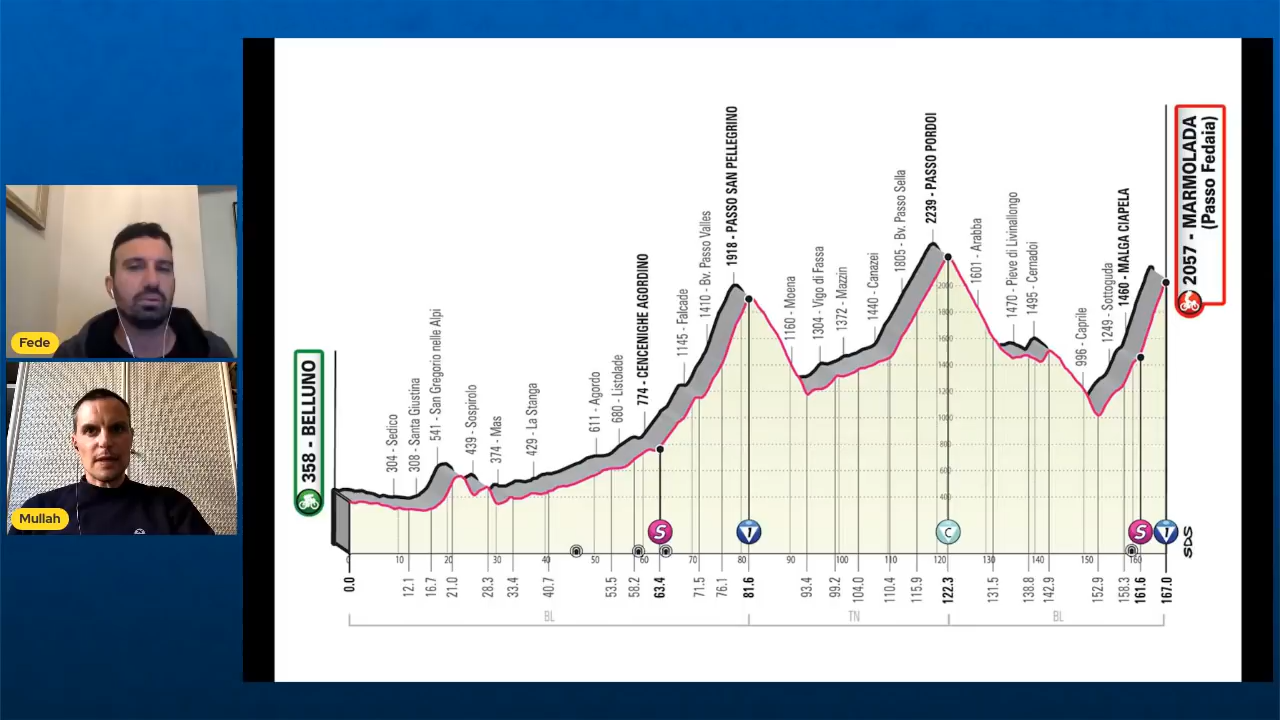 Fede
Mullah
358 - BELLUNO
304 - Sedico
308 - Santa Giustina
541 - San Gregorio nelle Alpi
439 - Sospirolo
374 - Mas
429 - La Stanga
611 - Agordo
680 - Listolade
774 - CENCENIGHE AGORDINO
1145 - Falcade
1410 - Bv. Passo Valles
1918 - PASSO SAN PELLEGRINO
1160 - Moena
1304 - Vigo di Fassa
1372 - Mazzin
1440 - Canazei
1805 - Bv. Passo Sella
2239 - PASSO PORDOI
1601 - Arabba
1470 - Pieve di Livinallongo
1495 - Cernadoi
996 - Caprile
1249 - Sottoguda
1460 - MALGA CIAPELA
2057 - MARMOLADA
(Passo Fedaia)
2000
1800
1600
1400
1200
1000
800
600
400
S 1 C S 1
SDS
0 10 20 30 40 50 60 70 80 90 100 110 120 130 140 150 160
0.0 12.1 16.7 21.0 28.3 33.4 40.7 53.5 58.2 63.4 71.5 76.1 81.6 93.4 99.2 104.0 110.4 115.9 122.3 131.5 138.8 142.9 152.9 158.3 161.6 167.0
BL TN BL